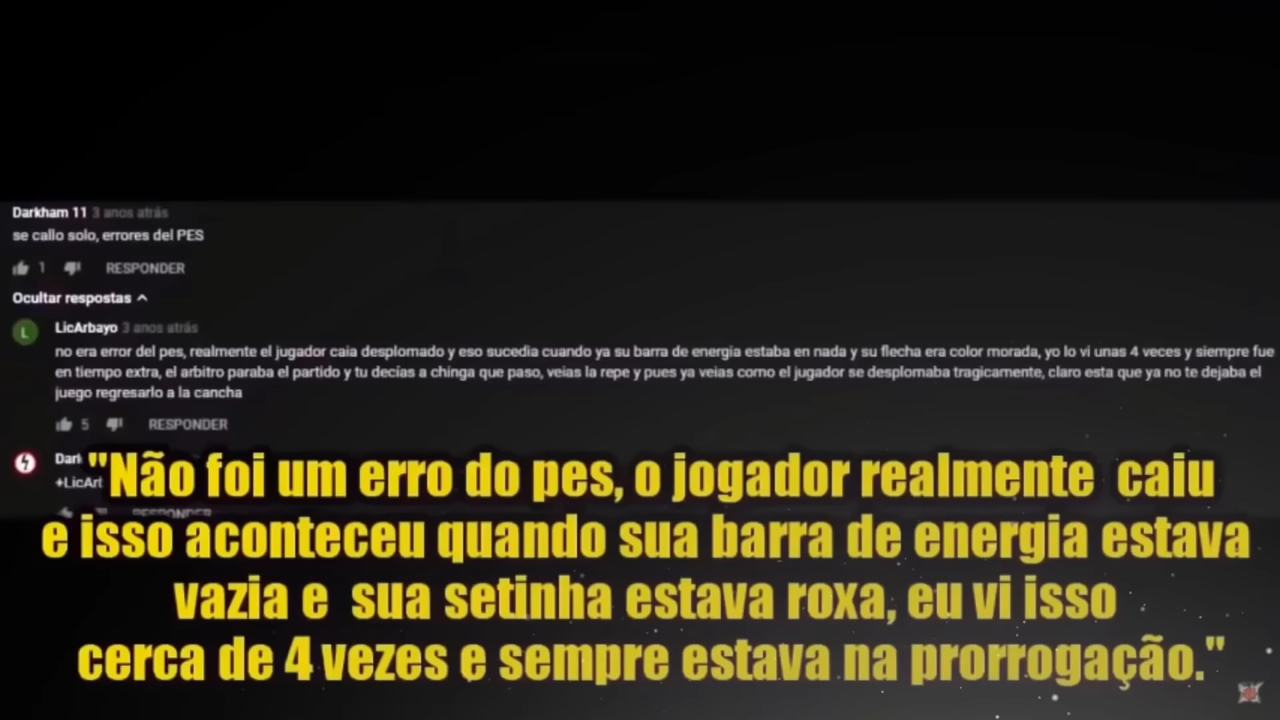 Darkham 11 3 anos atrás
se callo solo, errores del PES
1 RESPONDER
Ocultar respostas
L
LicArbayo 3 anos atrás
no era error del pes, realmente el jugador caia desplomado y eso sucedia cuando ya su barra de energia estaba en nada y su flecha era color morada, yo lo vi unas 4 veces y siempre fue
en tiempo extra, el arbitro paraba el partido y tu decias a chinga que paso, veias la repe y pues ya veias como el jugador se desplomaba tragicamente, claro esta que ya no te dejaba el
juego regresarlo a la cancha
5 RESPONDER
"Não foi um erro do pes, o jogador realmente caiu
e isso aconteceu quando sua barra de energia estava
vazia e sua setinha estava roxa, eu vi isso
cerca de 4 vezes e sempre estava na prorrogação."